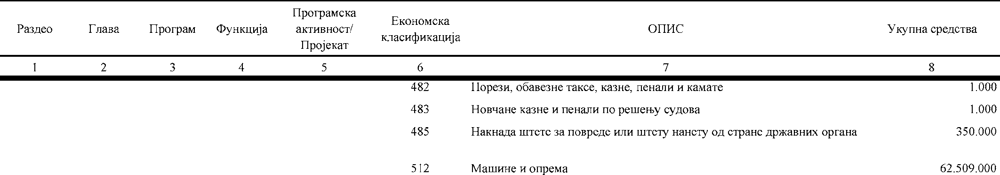 Раздео Глава Програм Функција Програмска активност/ Пројекат Економска класификација ОПИС Укупна средства
1 2 3 4 5 6 7 8
482 Порези, обавезне таксе, казне, пенали и камате 1.000
483 Новчане казне и пенали по решењу судова 1.000
485 Накнада штете за повреде или штету нанету од стране државних органа 350.000
512 Машине и опрема 62.509.000